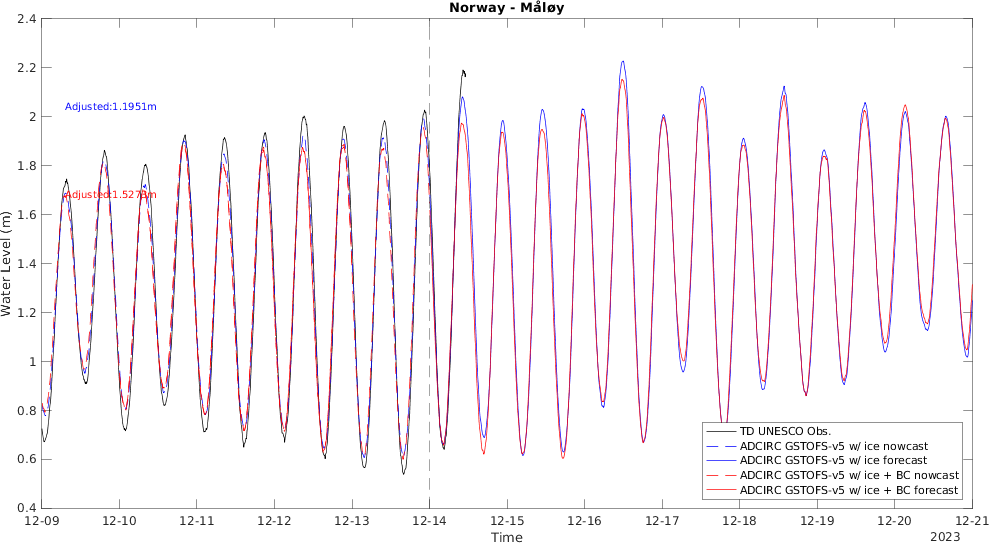 Norway - Måløy
2.4
2.2
2
1.8
1.6
1.4
1.2
1
0.8
0.6
0.4
Water Level (m)
Adjusted:1.1951m
Adjusted:1.5273m
TD UNESCO Obs.
ADCIRC GSTOFS-v5 w/ ice nowcast
ADCIRC GSTOFS-v5 w/ ice forecast
ADCIRC GSTOFS-v5 w/ ice + BC nowcast
ADCIRC GSTOFS-v5 w/ ice + BC forecast
12-09 12-10 12-11 12-12 12-13 12-14 12-15 12-16 12-17 12-18 12-19 12-20 12-21
Time
2023